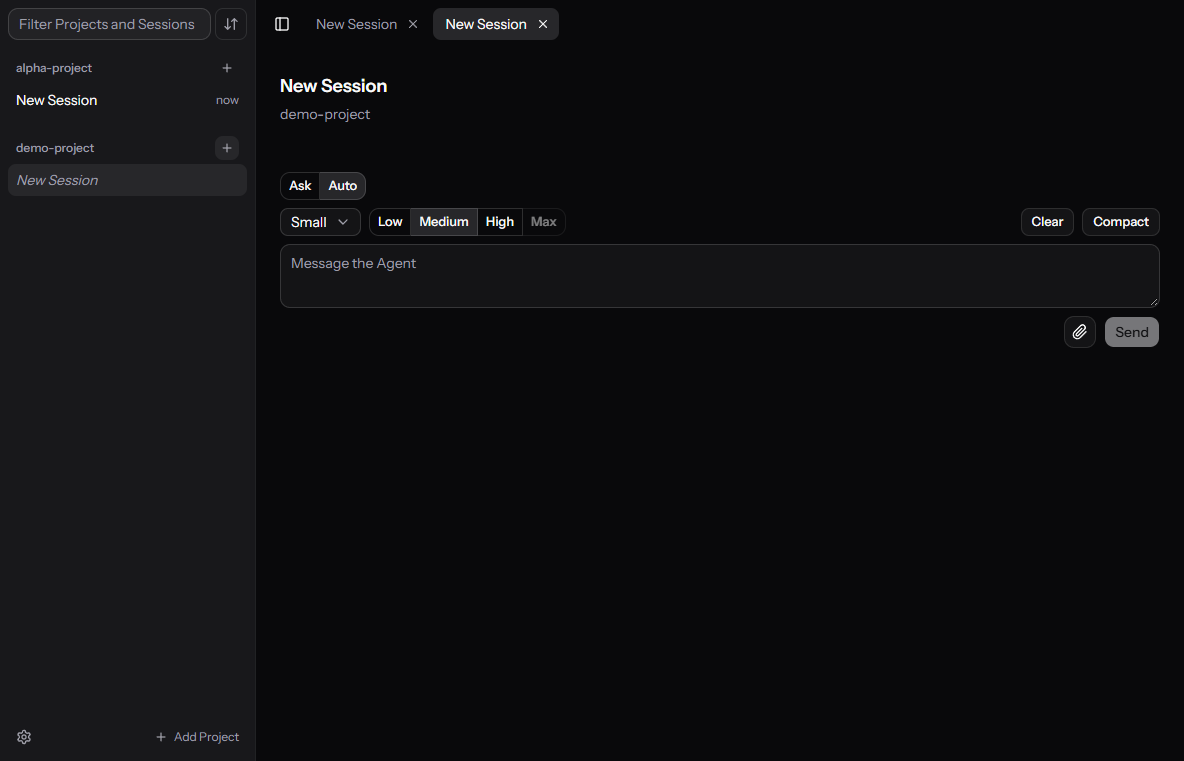 Filter Projects and Sessions
alpha-project
New Session now
demo-project
New Session
Add Project
New Session New Session
New Session
demo-project
Ask Auto
Small Low Medium High Max Clear Compact
Message the Agent
Send